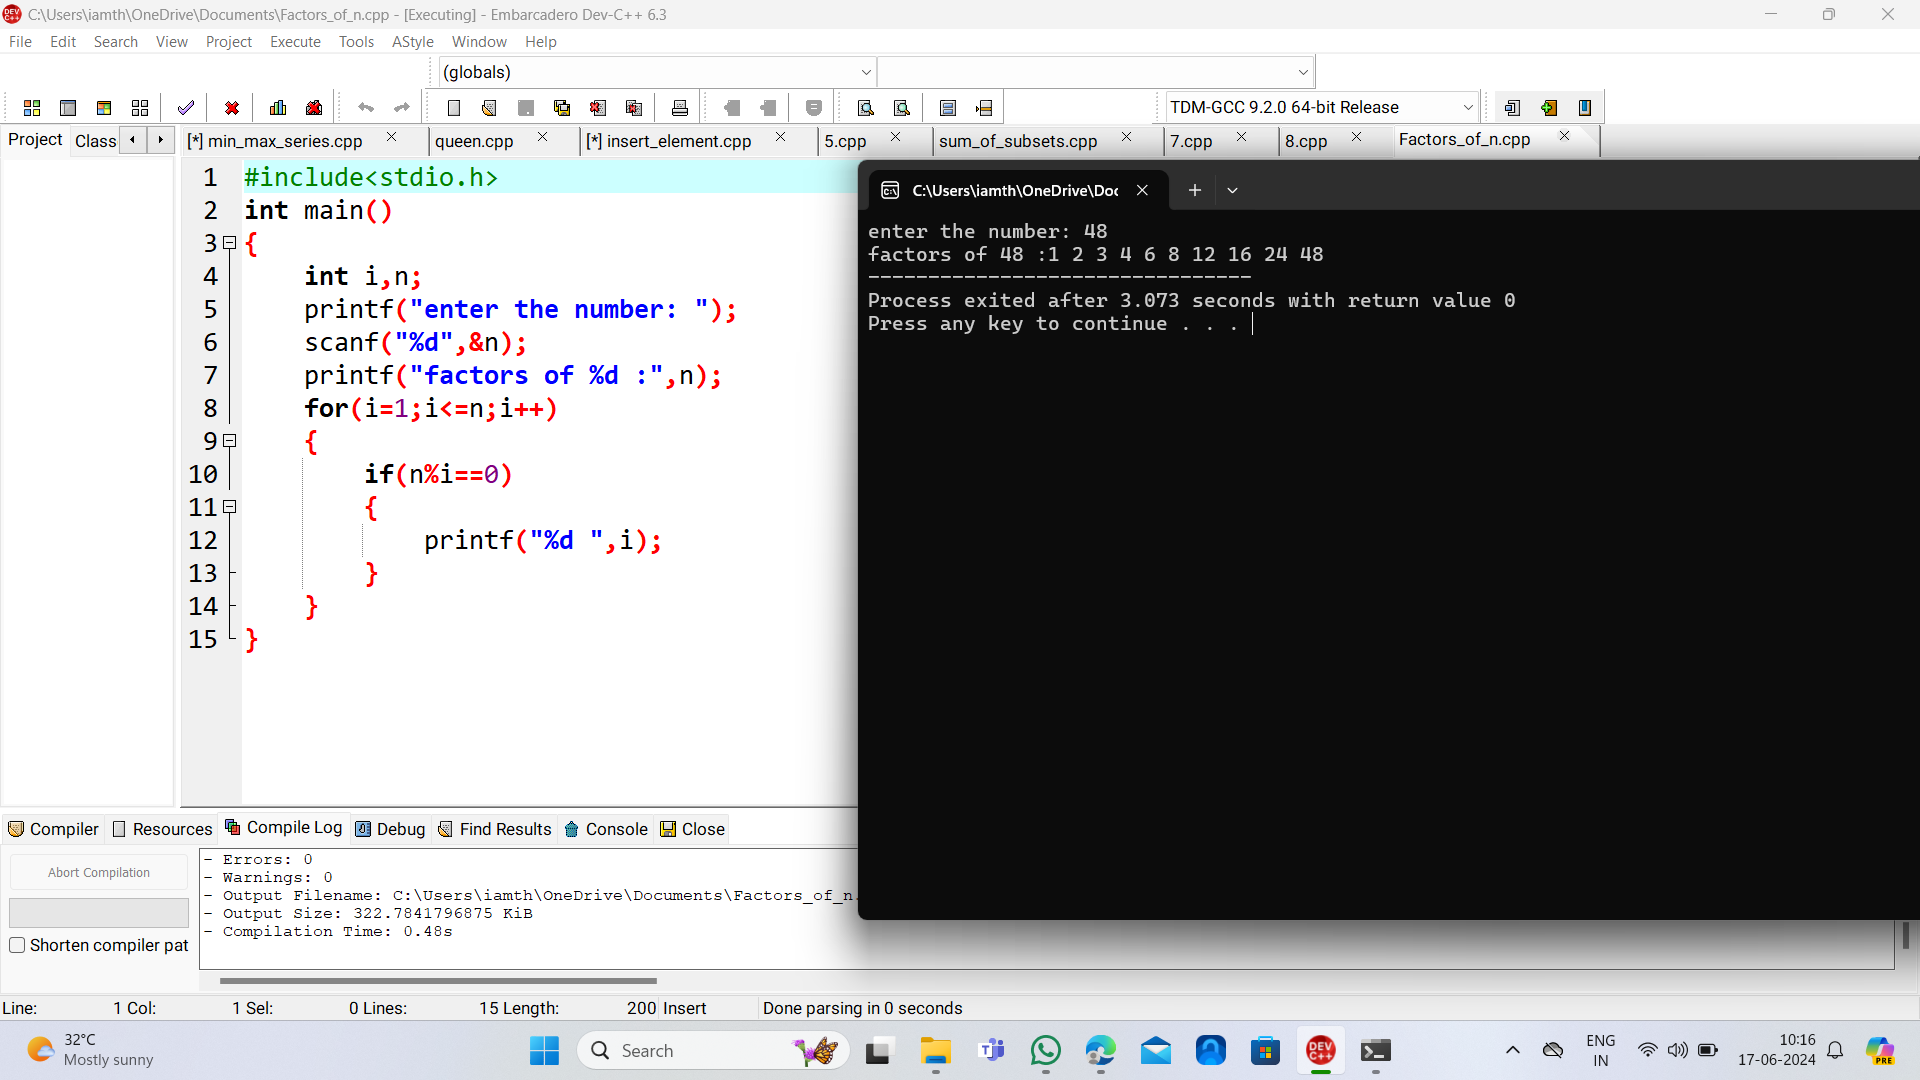 C:\Users\iamth\OneDrive\Documents\Factors_of_n.cpp - [Executing] - Embarcadero Dev-C++ 6.3
File Edit Search View Project Execute Tools AStyle Window Help
(globals)
TDM-GCC 9.2.0 64-bit Release
Project Class [*] min_max_series.cpp queen.cpp [*] insert_element.cpp 5.cpp sum_of_subsets.cpp 7.cpp 8.cpp Factors_of_n.cpp
1 #include<stdio.h>
2 int main()
3 {
4 int i,n;
5 printf("enter the number: ");
6 scanf("%d",&n);
7 printf("factors of %d :",n);
8 for(i=1;i<=n;i++)
9 {
10 if(n%i==0)
11 {
12 printf("%d ",i);
13 }
14 }
15 }
C:\Users\iamth\OneDrive\Doc
enter the number: 48
factors of 48 :1 2 3 4 6 8 12 16 24 48
--------------------------------
Process exited after 3.073 seconds with return value 0
Press any key to continue . . .
Compiler Resources Compile Log Debug Find Results Console Close
Abort Compilation
Shorten compiler pat
- Errors: 0
- Warnings: 0
- Output Filename: C:\Users\iamth\OneDrive\Documents\Factors_of_n.
- Output Size: 322.7841796875 KiB
- Compilation Time: 0.48s
Line: 1 Col: 1 Sel: 0 Lines: 15 Length: 200 Insert Done parsing in 0 seconds
32°C
Mostly sunny
Search
DEV C++
ENG
IN
10:16
17-06-2024
PRE